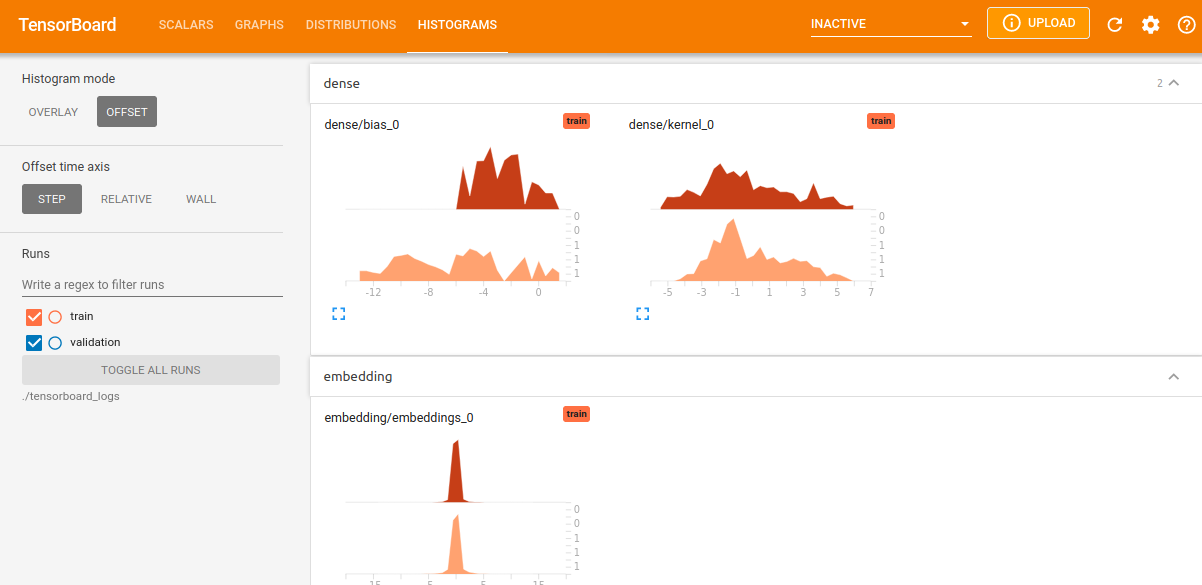 TensorBoard SCALARS GRAPHS DISTRIBUTIONS HISTOGRAMS INACTIVE UPLOAD
Histogram mode
OVERLAY OFFSET
Offset time axis
STEP RELATIVE WALL
Runs
Write a regex to filter runs
train
validation
TOGGLE ALL RUNS
./tensorboard_logs
dense 2
dense/bias_0 train
0
0
1
1
1
-12 -8 -4 0
dense/kernel_0 train
0
0
1
1
1
-5 -3 -1 1 3 5 7
embedding
embedding/embeddings_0 train
0
0
1
1
1